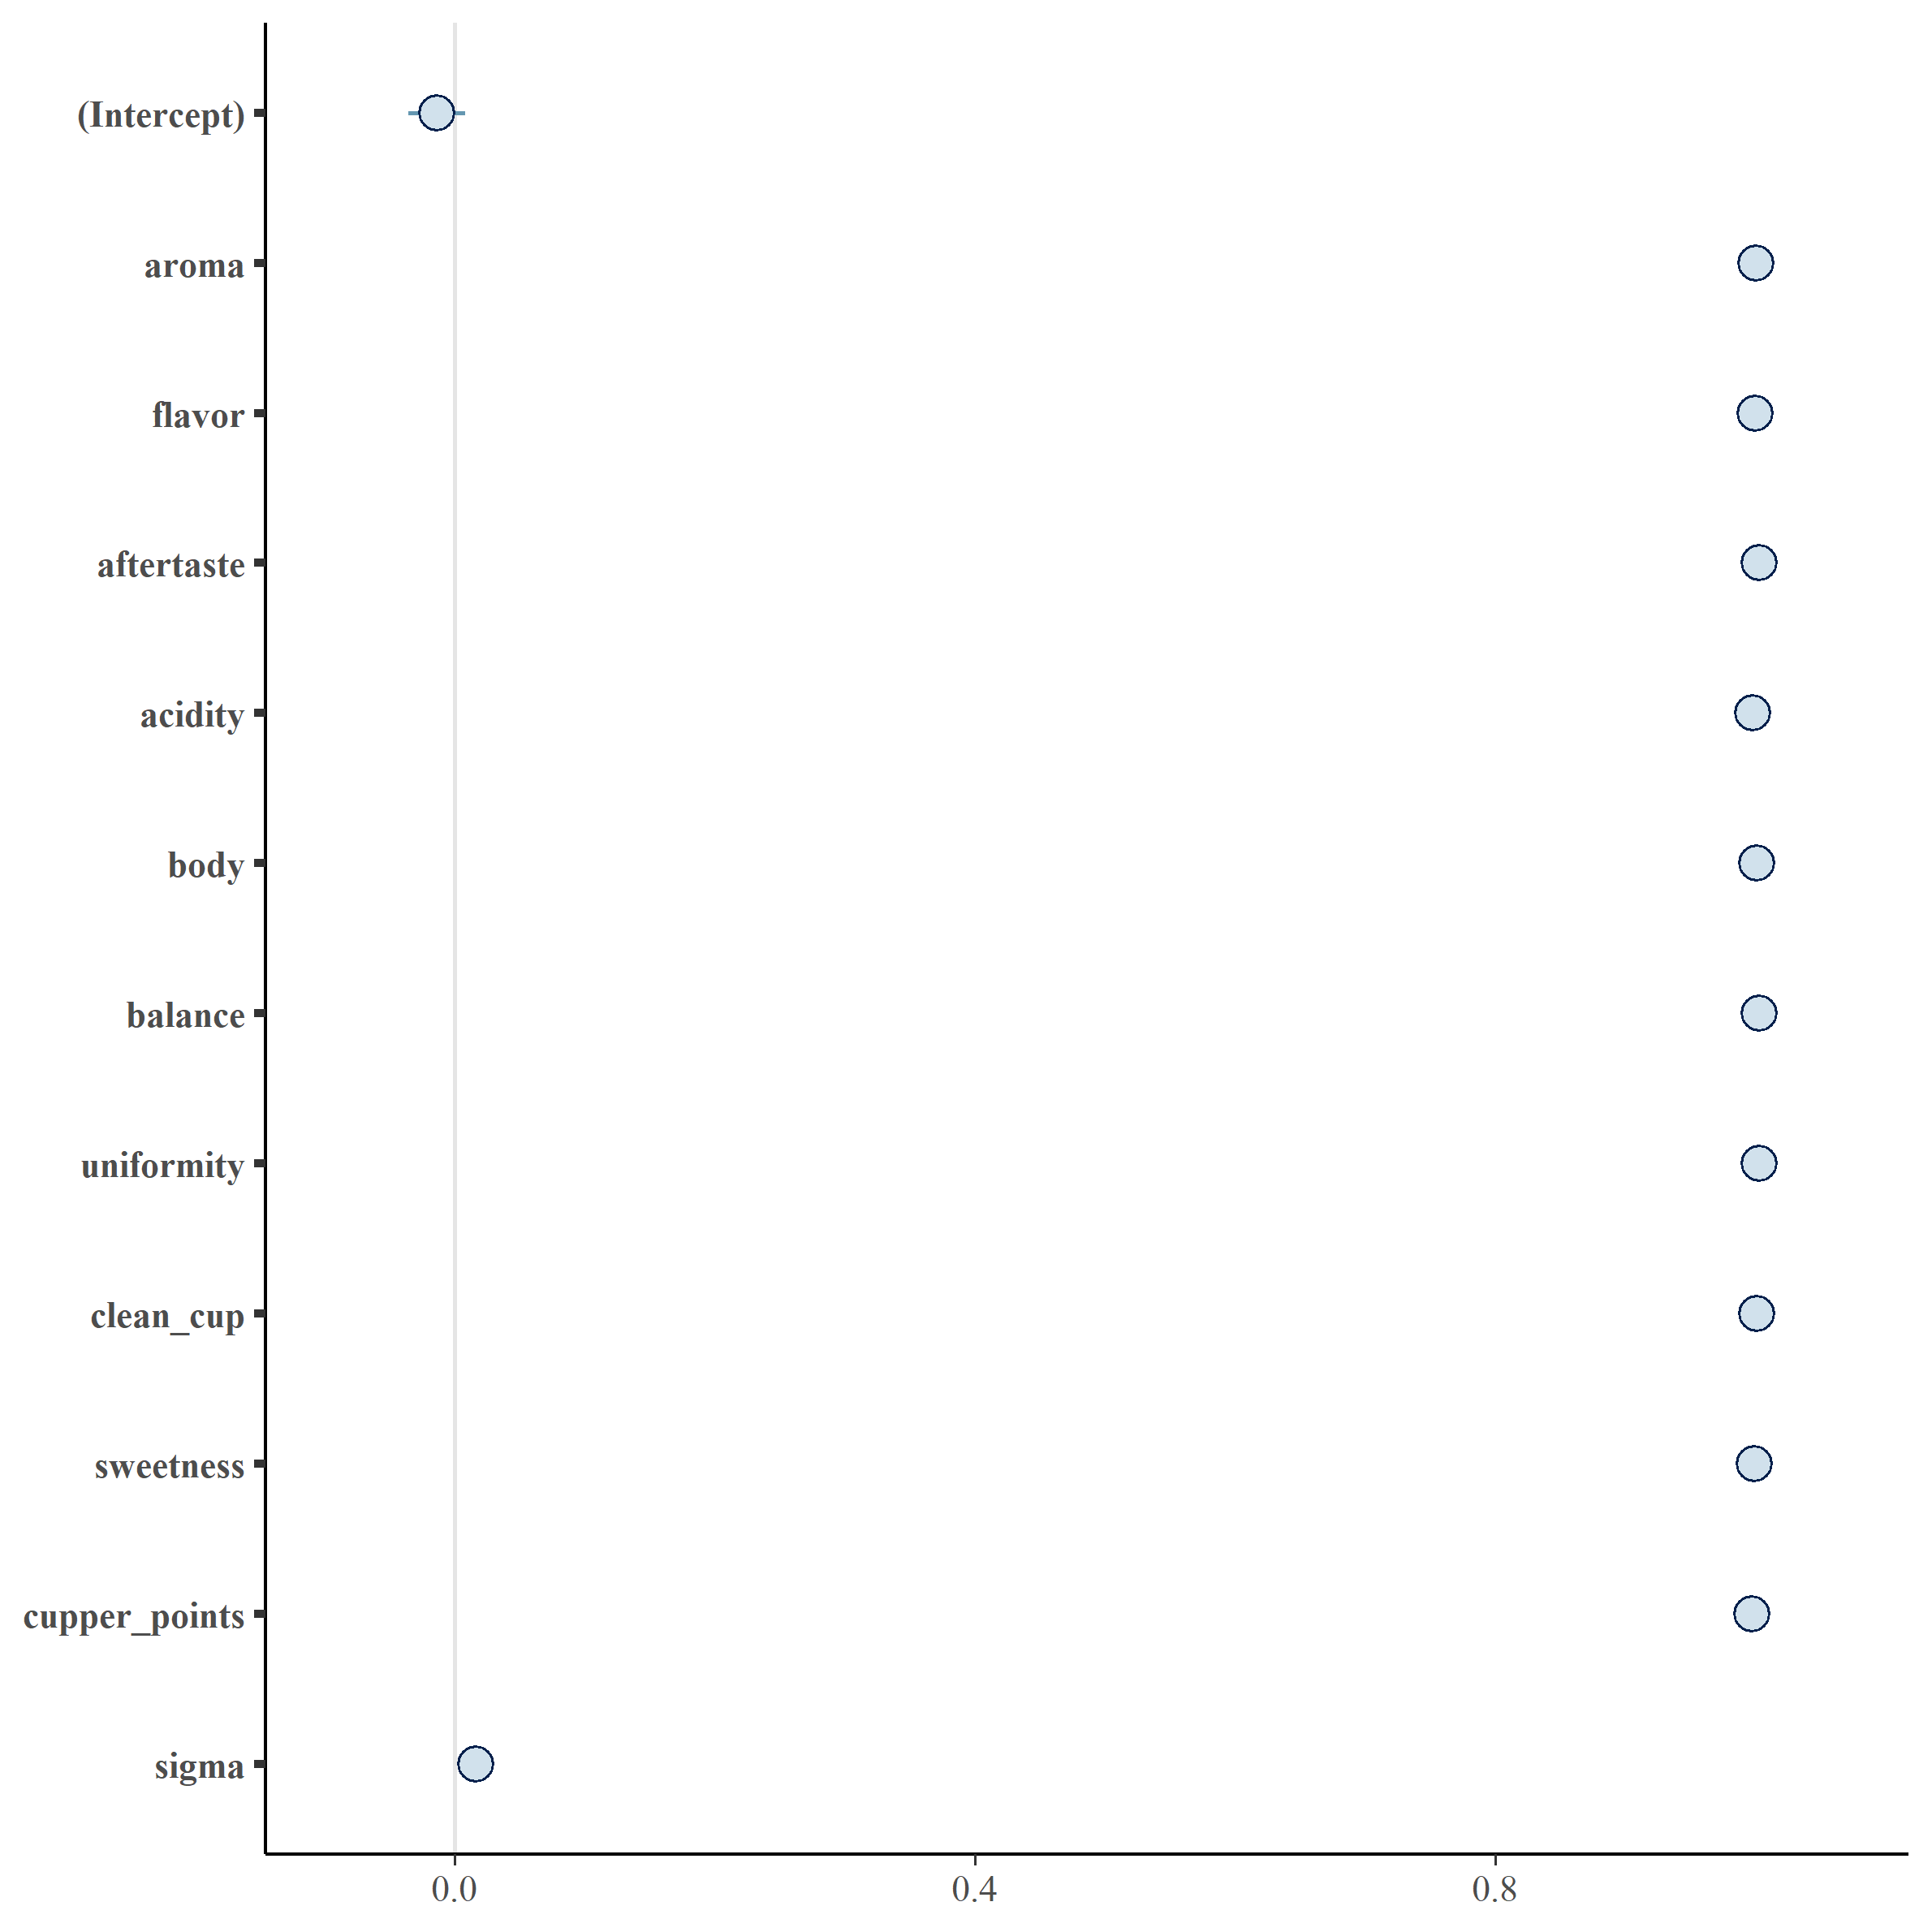 (Intercept)
aroma
flavor
aftertaste
acidity
body
balance
uniformity
clean_cup
sweetness
cupper_points
sigma
0.0 0.4 0.8